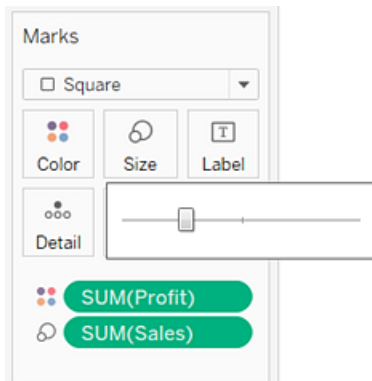 Marks
Square
Color Size Label
Detail
SUM(Profit)
SUM(Sales)